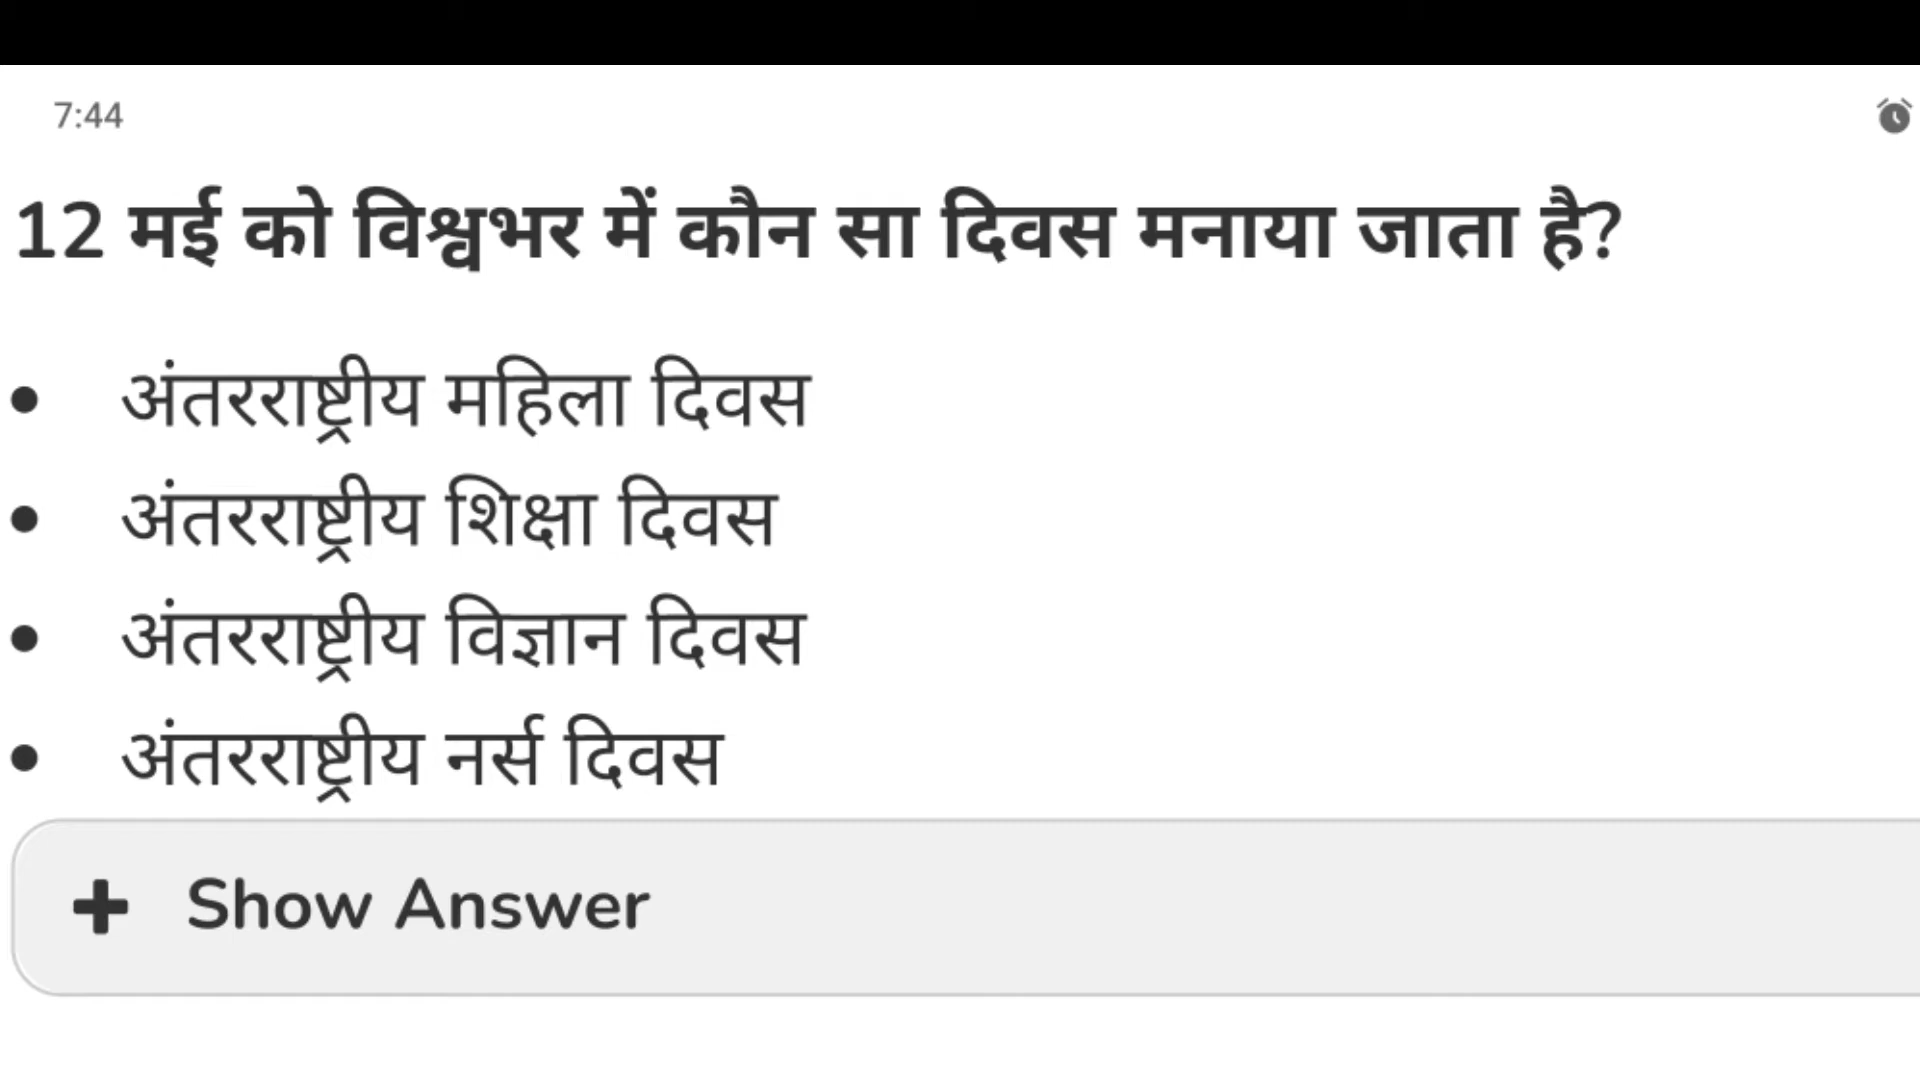 7:44
12 मई को विश्वभर में कौन सा दिवस मनाया जाता है?
• अंतरराष्ट्रीय महिला दिवस
• अंतरराष्ट्रीय शिक्षा दिवस
• अंतरराष्ट्रीय विज्ञान दिवस
• अंतरराष्ट्रीय नर्स दिवस
+ Show Answer